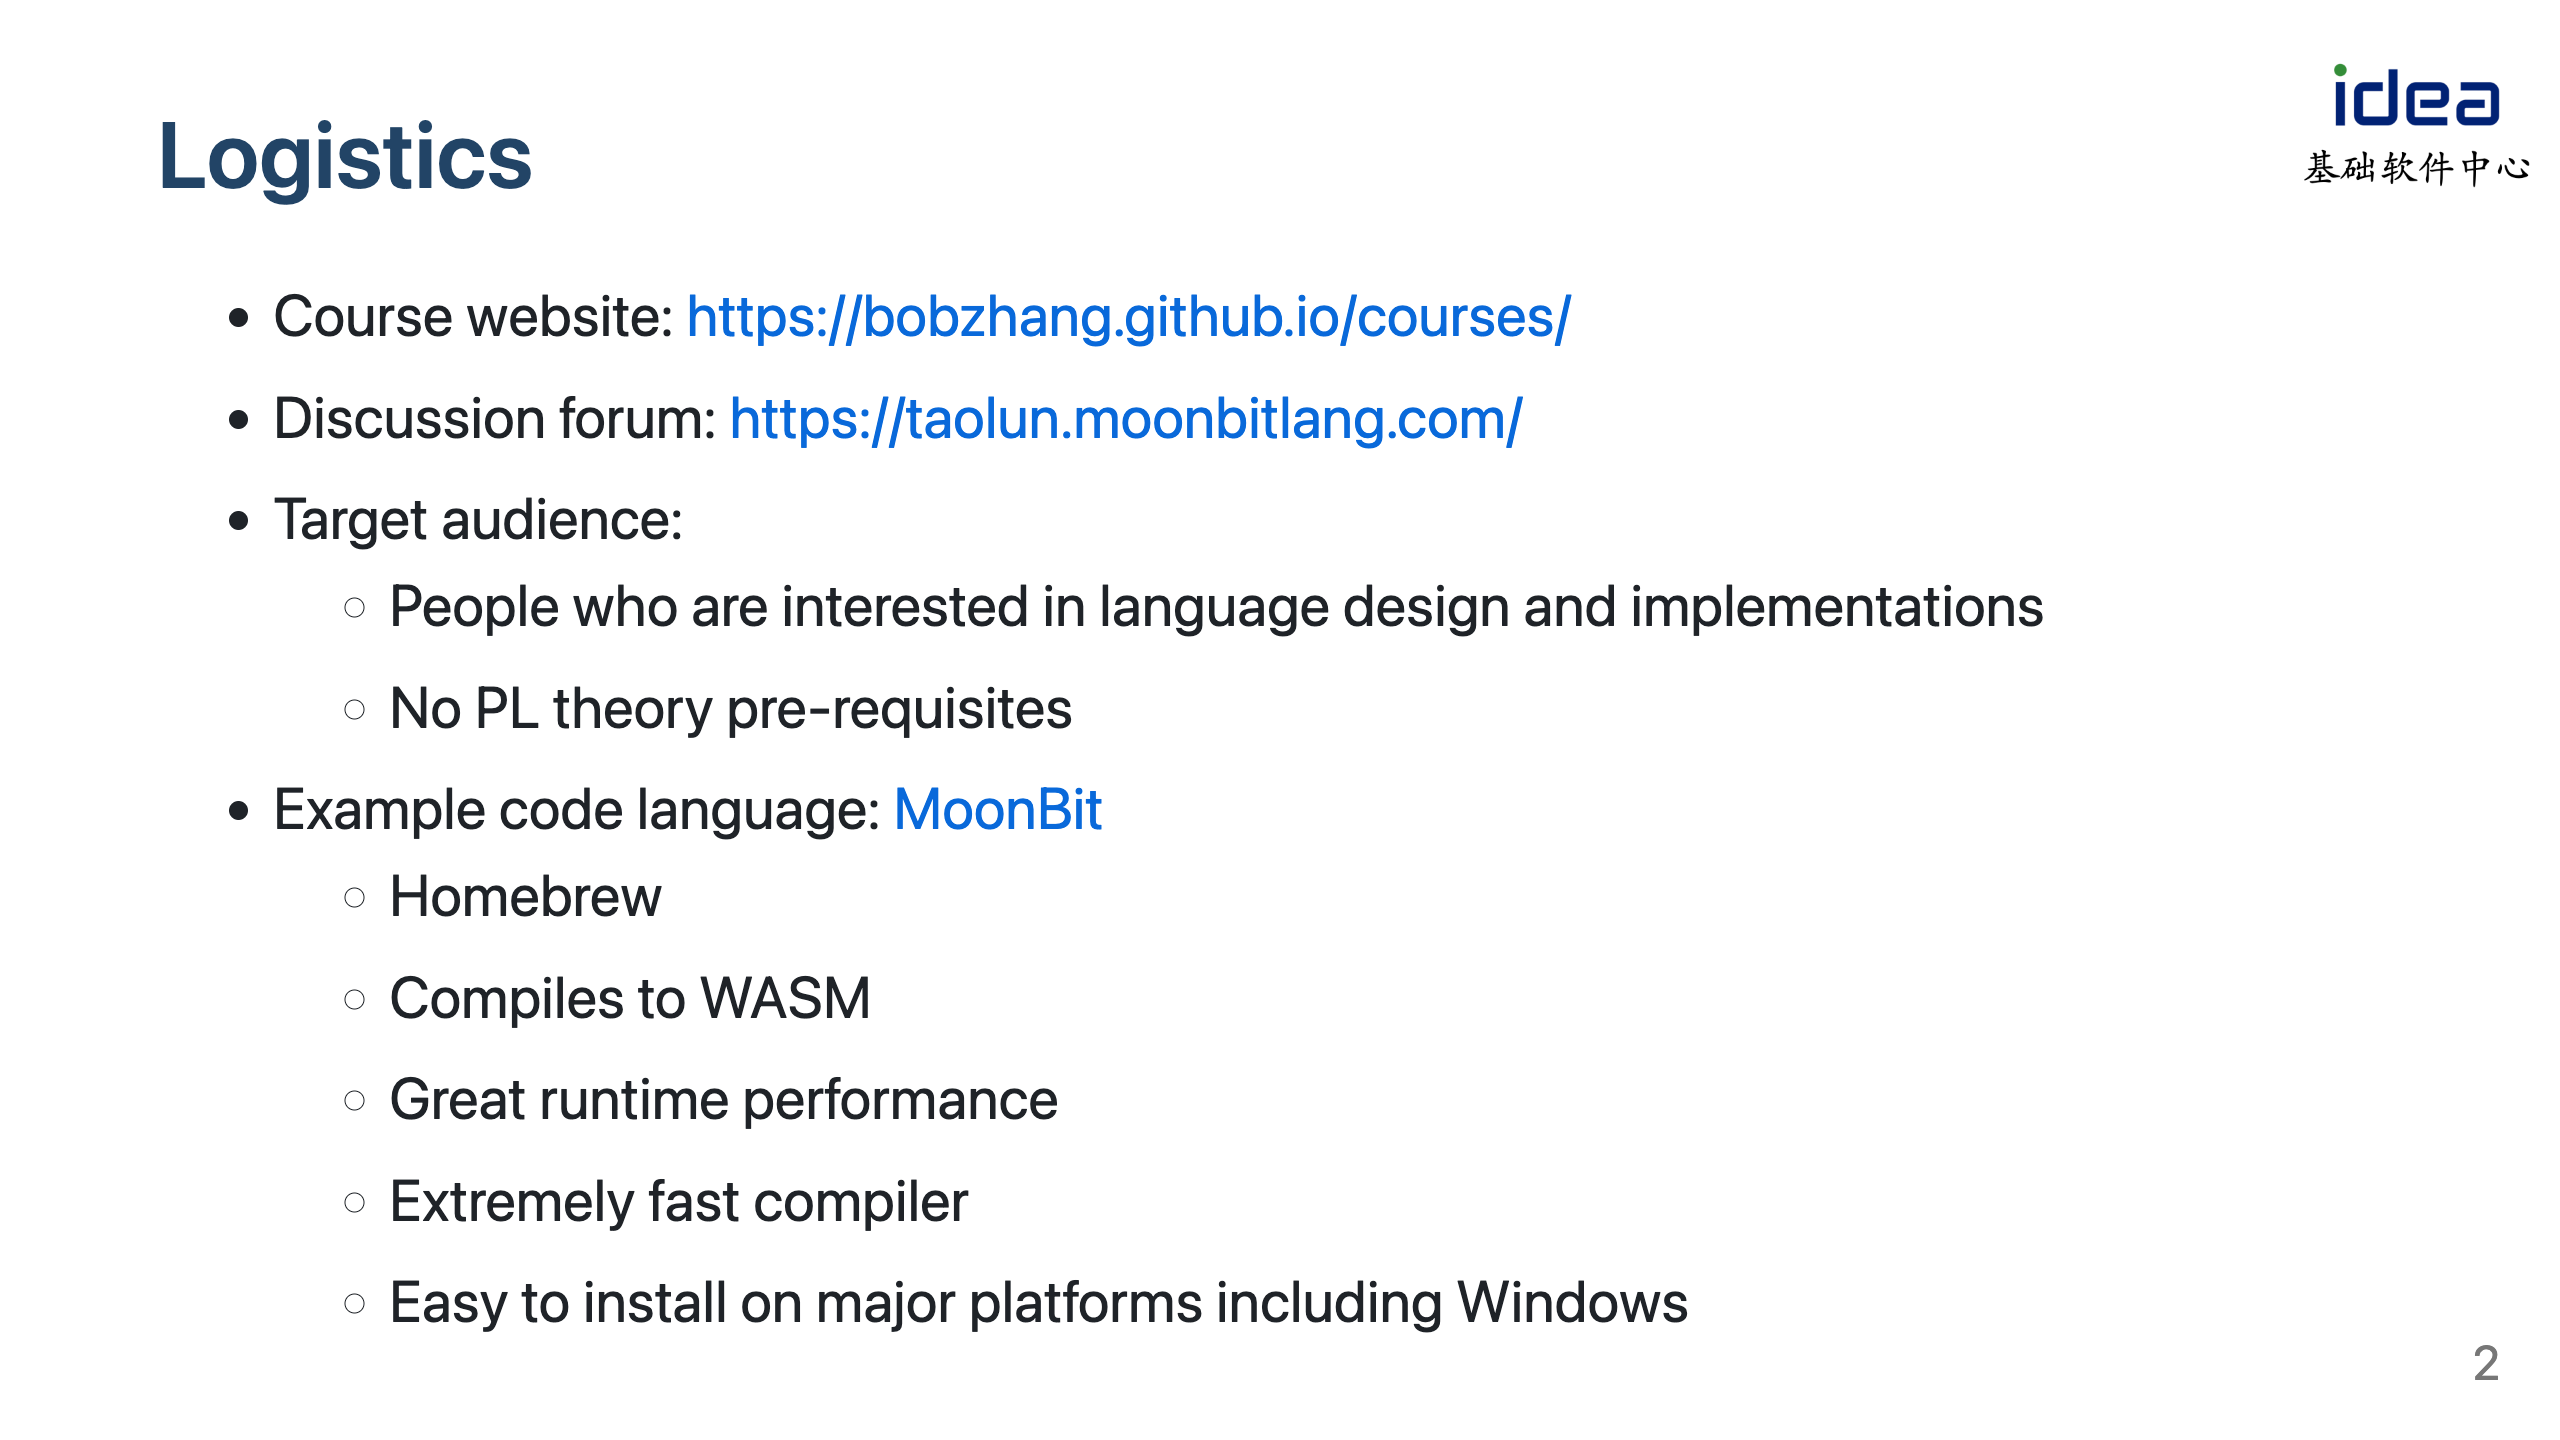 idea
基础软件中心
Logistics
• Course website: https://bobzhang.github.io/courses/
• Discussion forum: https://taolun.moonbitlang.com/
• Target audience:
○ People who are interested in language design and implementations
○ No PL theory pre-requisites
• Example code language: MoonBit
○ Homebrew
○ Compiles to WASM
○ Great runtime performance
○ Extremely fast compiler
○ Easy to install on major platforms including Windows
2